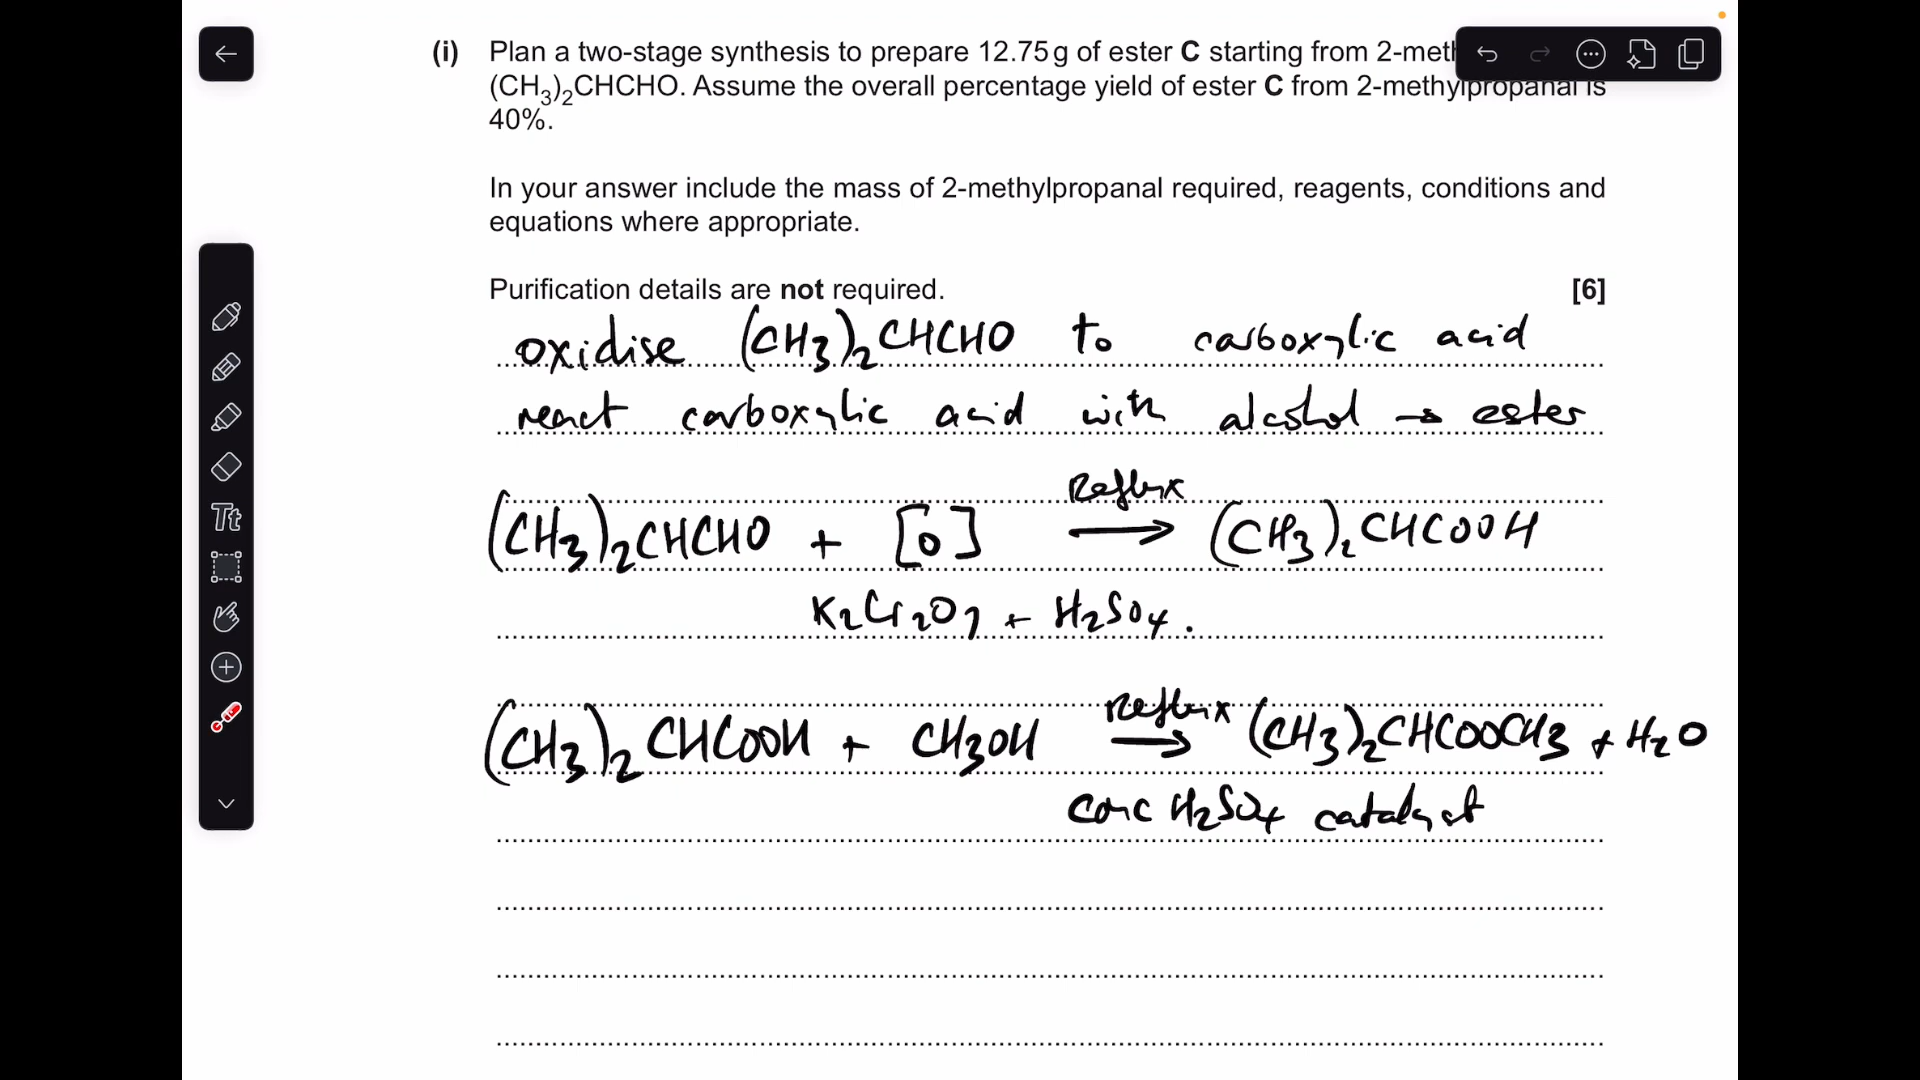 (i) Plan a two-stage synthesis to prepare 12.75 g of ester C starting from
(CH₃)₂CHCHO. Assume the overall percentage yield of ester C from 2-methylpropanal is
40%.
In your answer include the mass of 2-methylpropanal required, reagents, conditions and
equations where appropriate.
Purification details are not required. [6]
oxidise (CH3)₂CHCHO to carboxylic acid
react carboxylic acid with alcohol → ester
Reflux
(CH3)₂CHCHO + [O] → (CH3)₂CHCOOH
K₂Cr₂O7 + H₂SO4.
Reflux
(CH3)₂CHCOOH + CH3OH → (CH3)₂CHCOOCH3 + H₂O
conc H₂SO4 catalyst
Tt